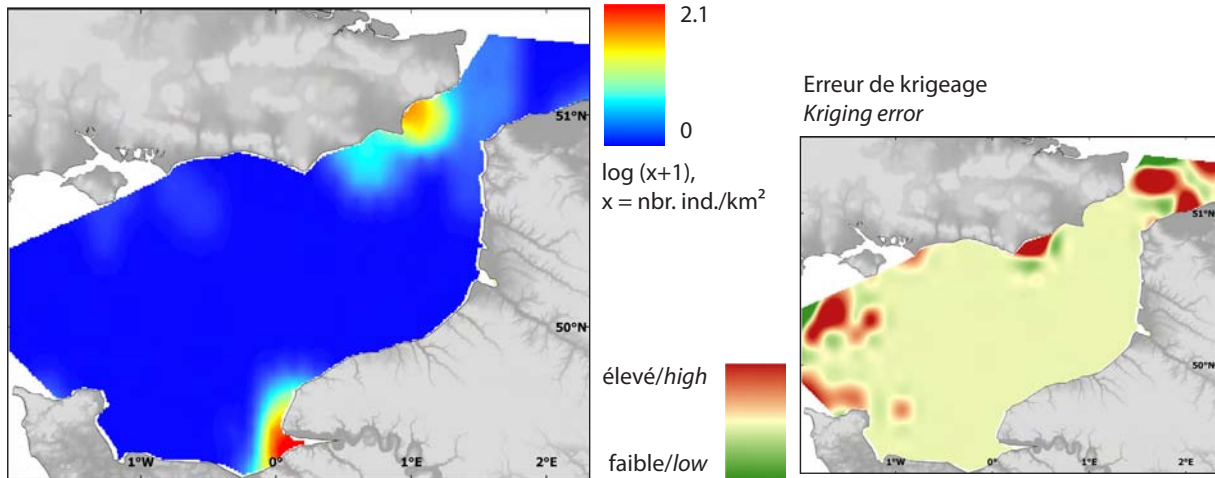 2.1
0
log (x+1),
x = nbr. ind./km²
51°N
50°N
1°W
0°
1°E
2°E
Erreur de krigeage
Kriging error
51°N
50°N
1°W
0°
1°E
2°E
élevé/high
faible/low